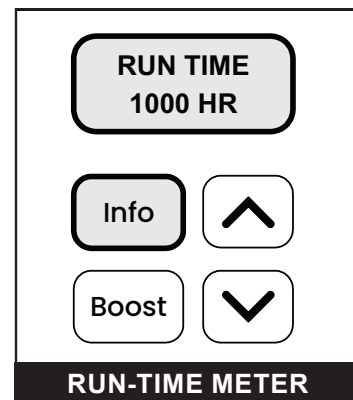 RUN TIME
1000 HR
Info
Boost
RUN-TIME METER